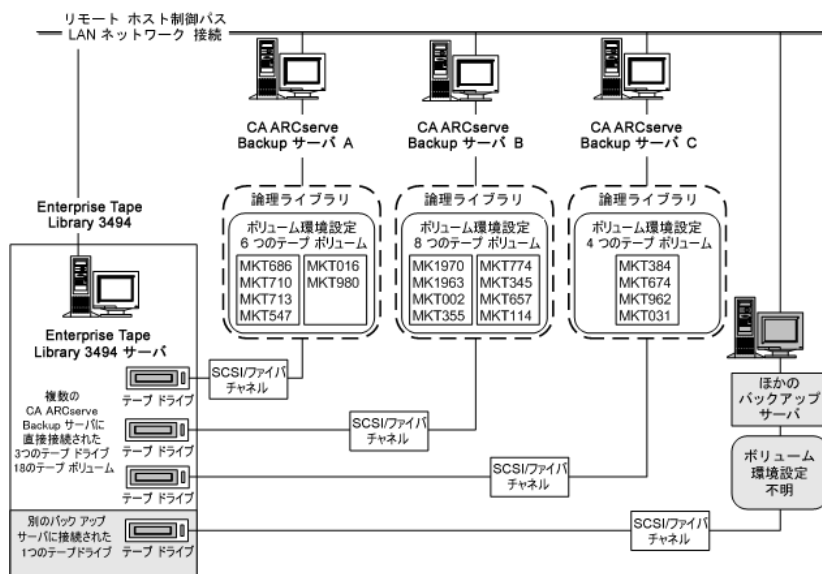 リモート ホスト制御パス
LAN ネットワーク 接続
CA ARCserve
Backup サーバ A
CA ARCserve
Backup サーバ B
CA ARCserve
Backup サーバ C
論理ライブラリ
ボリューム環境設定
6 つのテープ ボリューム
MKT686
MKT710
MKT713
MKT547
MKT016
MKT980
論理ライブラリ
ボリューム環境設定
8 つのテープ ボリューム
MK1970
MK1963
MKT002
MKT355
MKT774
MKT345
MKT657
MKT114
論理ライブラリ
ボリューム環境設定
4 つのテープ ボリューム
MKT384
MKT674
MKT962
MKT031
Enterprise Tape
Library 3494
Enterprise Tape
Library 3494 サーバ
複数の
CA ARCserve
Backup サーバに
直接接続された
3つのテープ ドライブ
18のテープ ボリューム
テープ ドライブ
テープ ドライブ
テープ ドライブ
別のバック アップ
サーバに接続された
1つのテープドライブ
テープ ドライブ
SCSI/ファイバ
チャネル
SCSI/ファイバ
チャネル
SCSI/ファイバ
チャネル
SCSI/ファイバ
チャネル
ほかの
バックアップ
サーバ
ボリューム
環境設定
不明